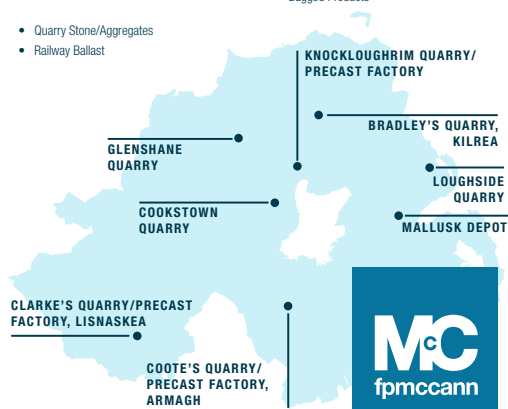 • Quarry Stone/Aggregates
• Railway Ballast
KNOCKLOUGHRIM QUARRY/
PRECAST FACTORY
BRADLEY'S QUARRY,
KILREA
GLENSHANE
QUARRY
LOUGHSIDE
QUARRY
COOKSTOWN
QUARRY
MALLUSK DEPOT
CLARKE'S QUARRY/PRECAST
FACTORY, LISNASKEA
COOTE'S QUARRY/
PRECAST FACTORY,
ARMAGH
McC
fpmccann